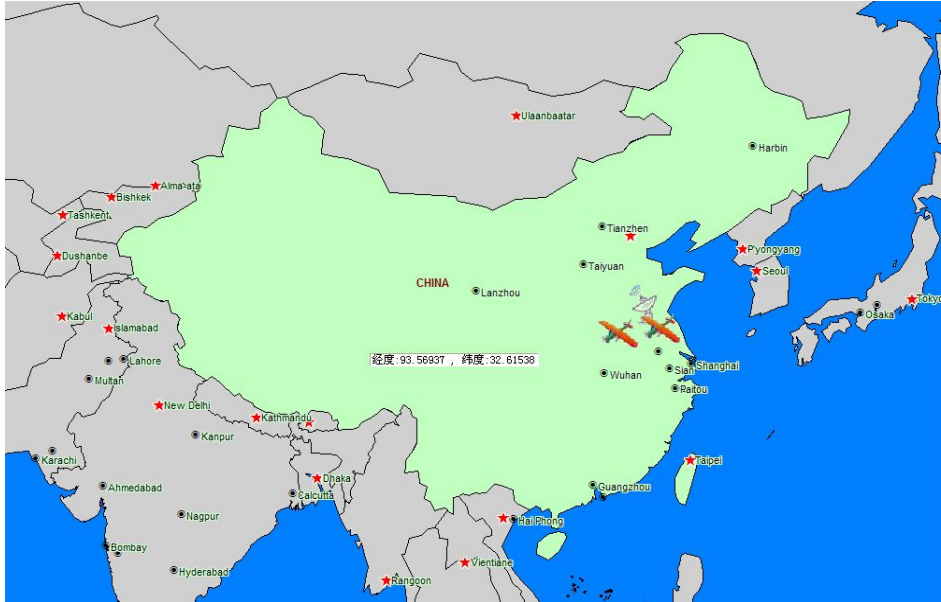 Ulaanbaatar
Harbin
Alma-ata
Bishkek
Tashkent
Tianzhen
P'yongyang
Dushanbe
Taiyuan
Seoul
CHINA
Lanzhou
Tokyo
Kabul
Osaka
Islamabad
经度:93.56937 , 纬度:32.61538
Lahore
Shanghai
Sian
Wuhan
Multan
Paitou
New Delhi
Kathmandu
Kanpur
Karachi
Taipei
Dhaka
Ahmedabad
Guangzhou
Calcutta
Nagpur
Hai Phong
Bombay
Vientiane
Hyderabad
Rangoon